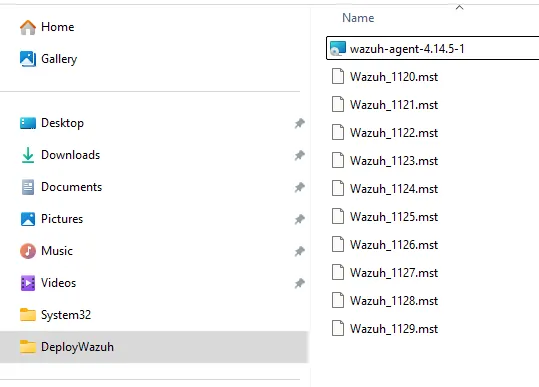 Home
Gallery
Desktop
Downloads
Documents
Pictures
Music
Videos
System32
DeployWazuh
Name
wazuh-agent-4.14.5-1
Wazuh_1120.mst
Wazuh_1121.mst
Wazuh_1122.mst
Wazuh_1123.mst
Wazuh_1124.mst
Wazuh_1125.mst
Wazuh_1126.mst
Wazuh_1127.mst
Wazuh_1128.mst
Wazuh_1129.mst